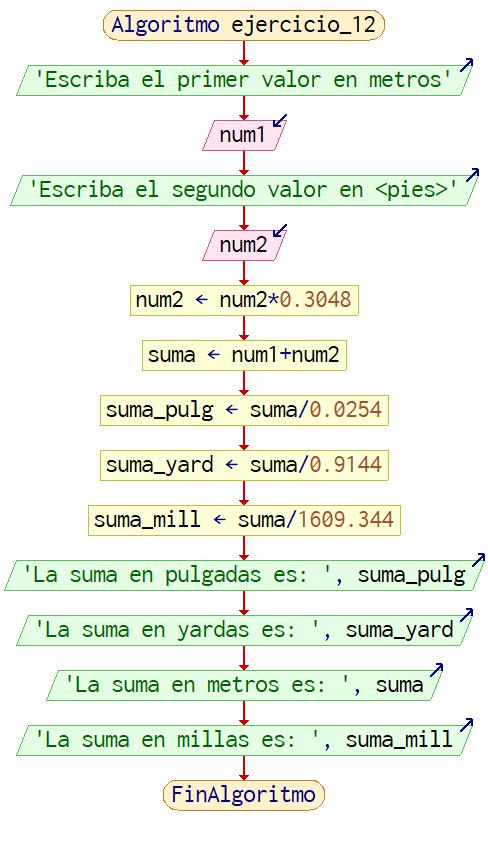 Algoritmo ejercicio_12
'Escriba el primer valor en metros'
num1
'Escriba el segundo valor en <pies>'
num2
num2 ← num2*0.3048
suma ← num1+num2
suma_pulg ← suma/0.0254
suma_yard ← suma/0.9144
suma_mill ← suma/1609.344
'La suma en pulgadas es: ', suma_pulg
'La suma en yardas es: ', suma_yard
'La suma en metros es: ', suma
'La suma en millas es: ', suma_mill
FinAlgoritmo